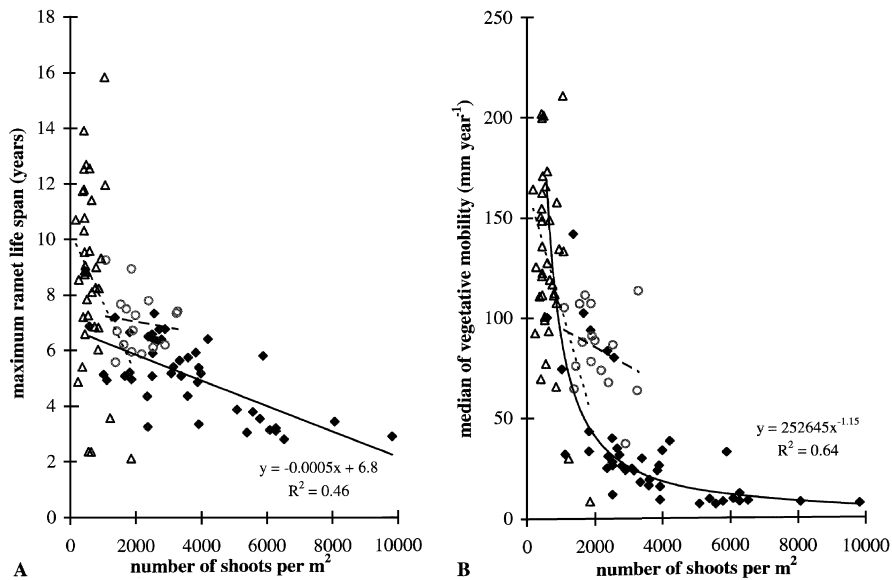 18
16
14
12
10
8
6
4
2
0
maximum ramet life span (years)
y = -0.0005x + 6.8
R² = 0.46
0 2000 4000 6000 8000 10000
number of shoots per m²
A
250
200
150
100
50
0
median of vegetative mobility (mm year⁻¹)
y = 252645x⁻¹·¹⁵
R² = 0.64
0 2000 4000 6000 8000 10000
number of shoots per m²
B